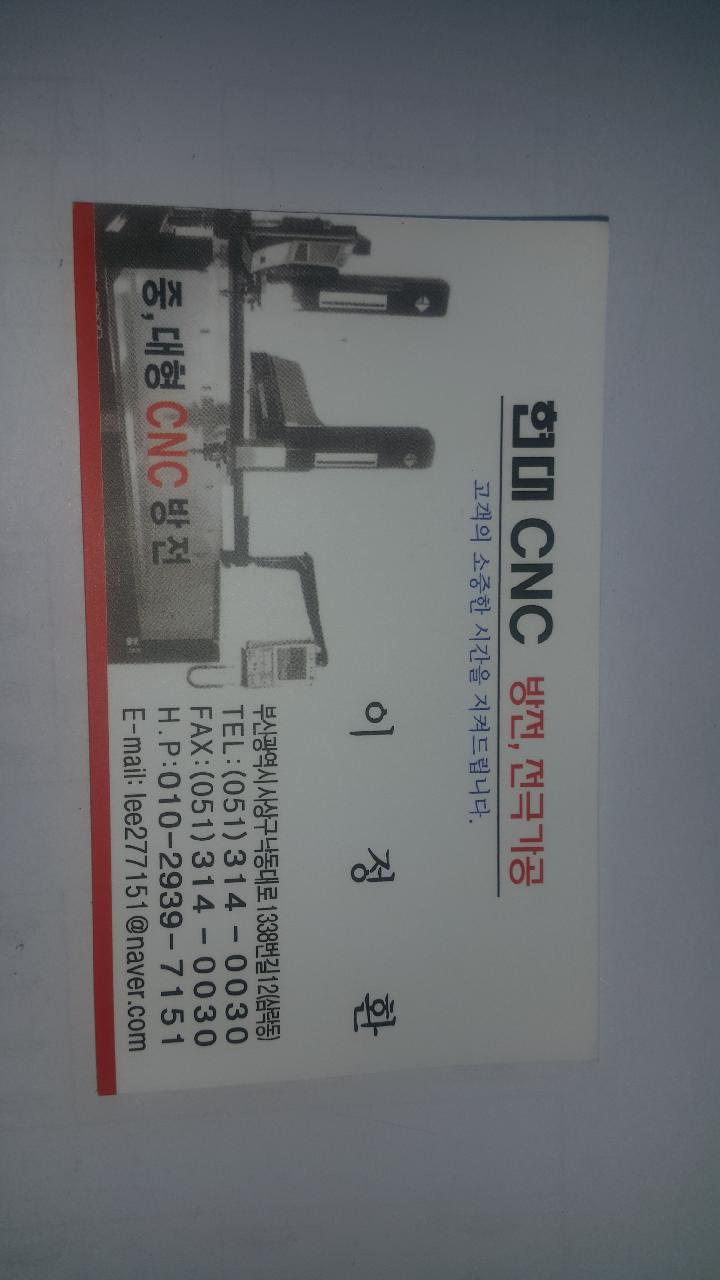 현대 CNC 방전, 전극가공
고객의 소중한 시간을 지켜드립니다.
이 정 환
중,대형 CNC 방전
부산광역시 사상구 낙동대로 1338번길 12(삼락동)
TEL:(051)314-0030
FAX:(051)314-0030
H.P:010-2939-7151
E-mail: lee277151@naver.com